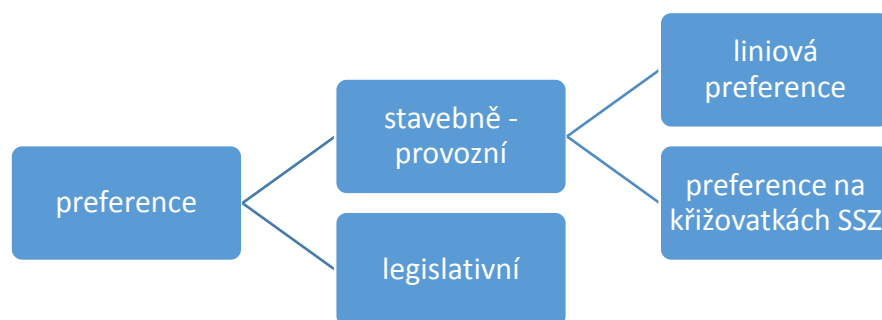 preference
stavebně -
provozní
legislativní
liniová
preference
preference na
křižovatkách SSZ